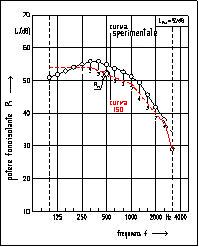 70
L(dB)
60
50
40
30
20
10
curva
sperimentale
curva
ISO
potere fonoisolante R
125 250 500 1000 2000 Hz 4000
frequenza f